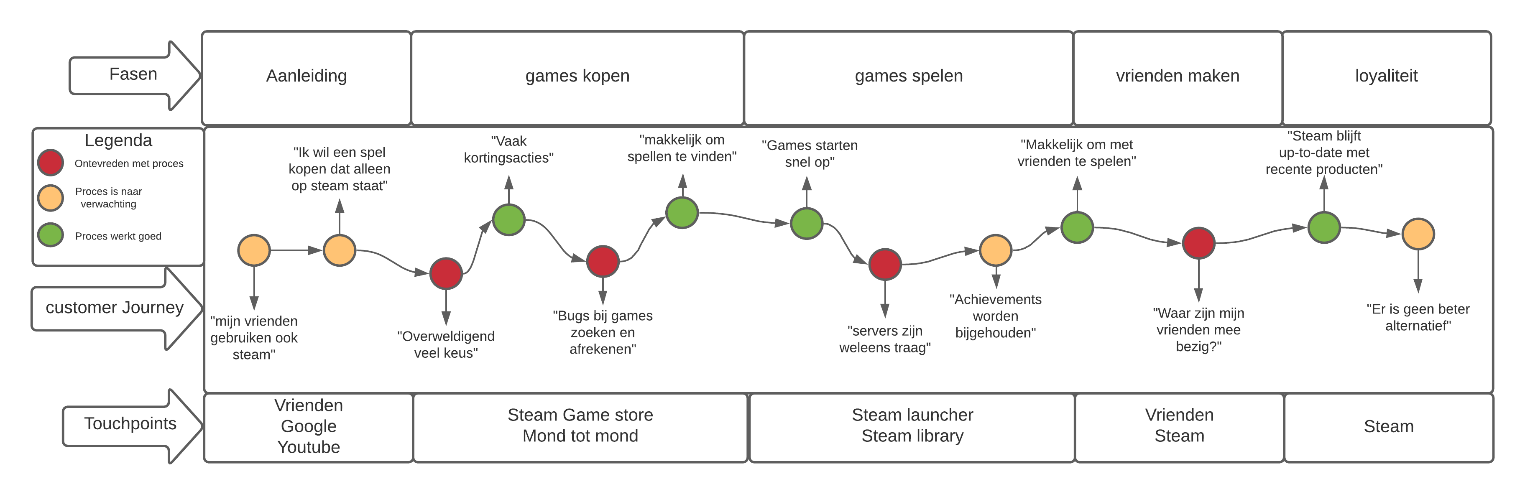 Fasen
Aanleiding
games kopen
games spelen
vrienden maken
loyaliteit
Legenda
Ontevreden met proces
Proces is naar
verwachting
Proces werkt goed
customer Journey
"mijn vrienden
gebruiken ook
steam"
"Ik wil een spel
kopen dat alleen
op steam staat"
"Overweldigend
veel keus"
"Vaak
kortingsacties"
"Bugs bij games
zoeken en
afrekenen"
"makkelijk om
spellen te vinden"
"Games starten
snel op"
"servers zijn
weleens traag"
"Achievements
worden
bijgehouden"
"Makkelijk om met
vrienden te spelen"
"Waar zijn mijn
vrienden mee
bezig?"
"Steam blijft
up-to-date met
recente producten"
"Er is geen beter
alternatief"
Touchpoints
Vrienden
Google
Youtube
Steam Game store
Mond tot mond
Steam launcher
Steam library
Vrienden
Steam
Steam